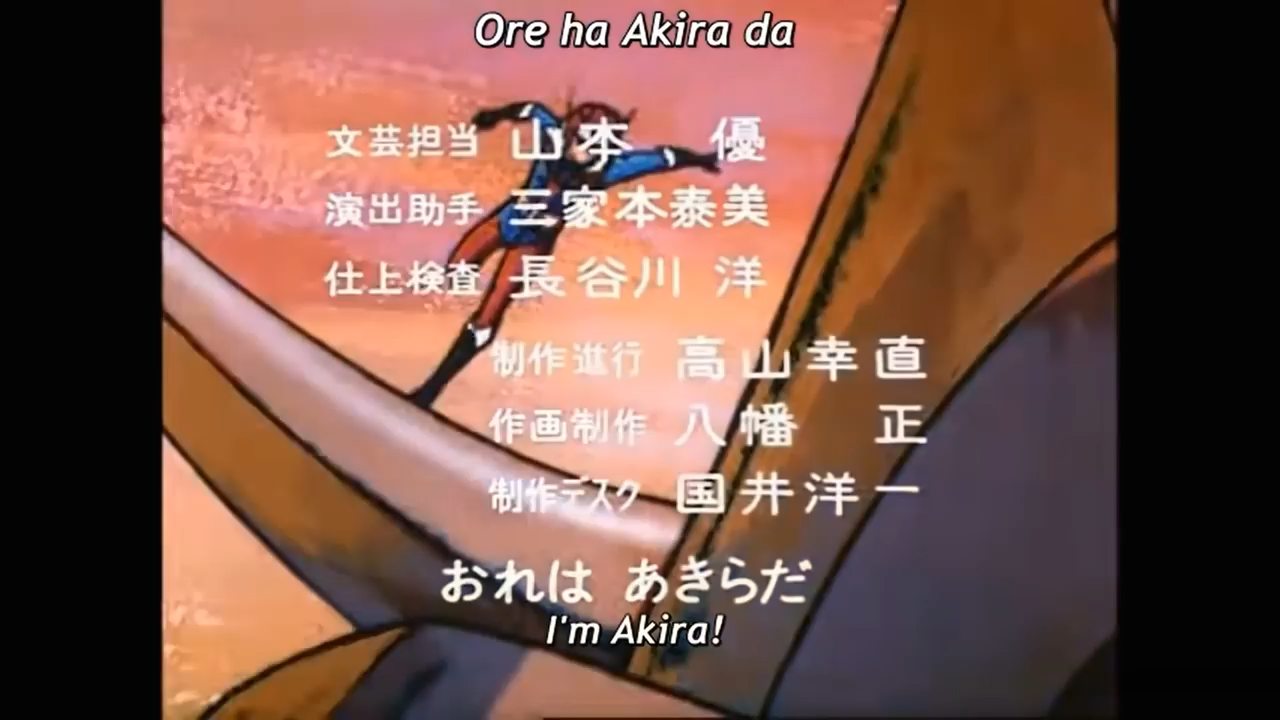 Ore ha Akira da
文芸担当 山本 優
演出助手 三家本泰美
仕上検査 長谷川 洋
制作進行 高山幸直
作画制作 八幡 正
制作デスク 国井洋一
おれは あきらだ
I'm Akira!